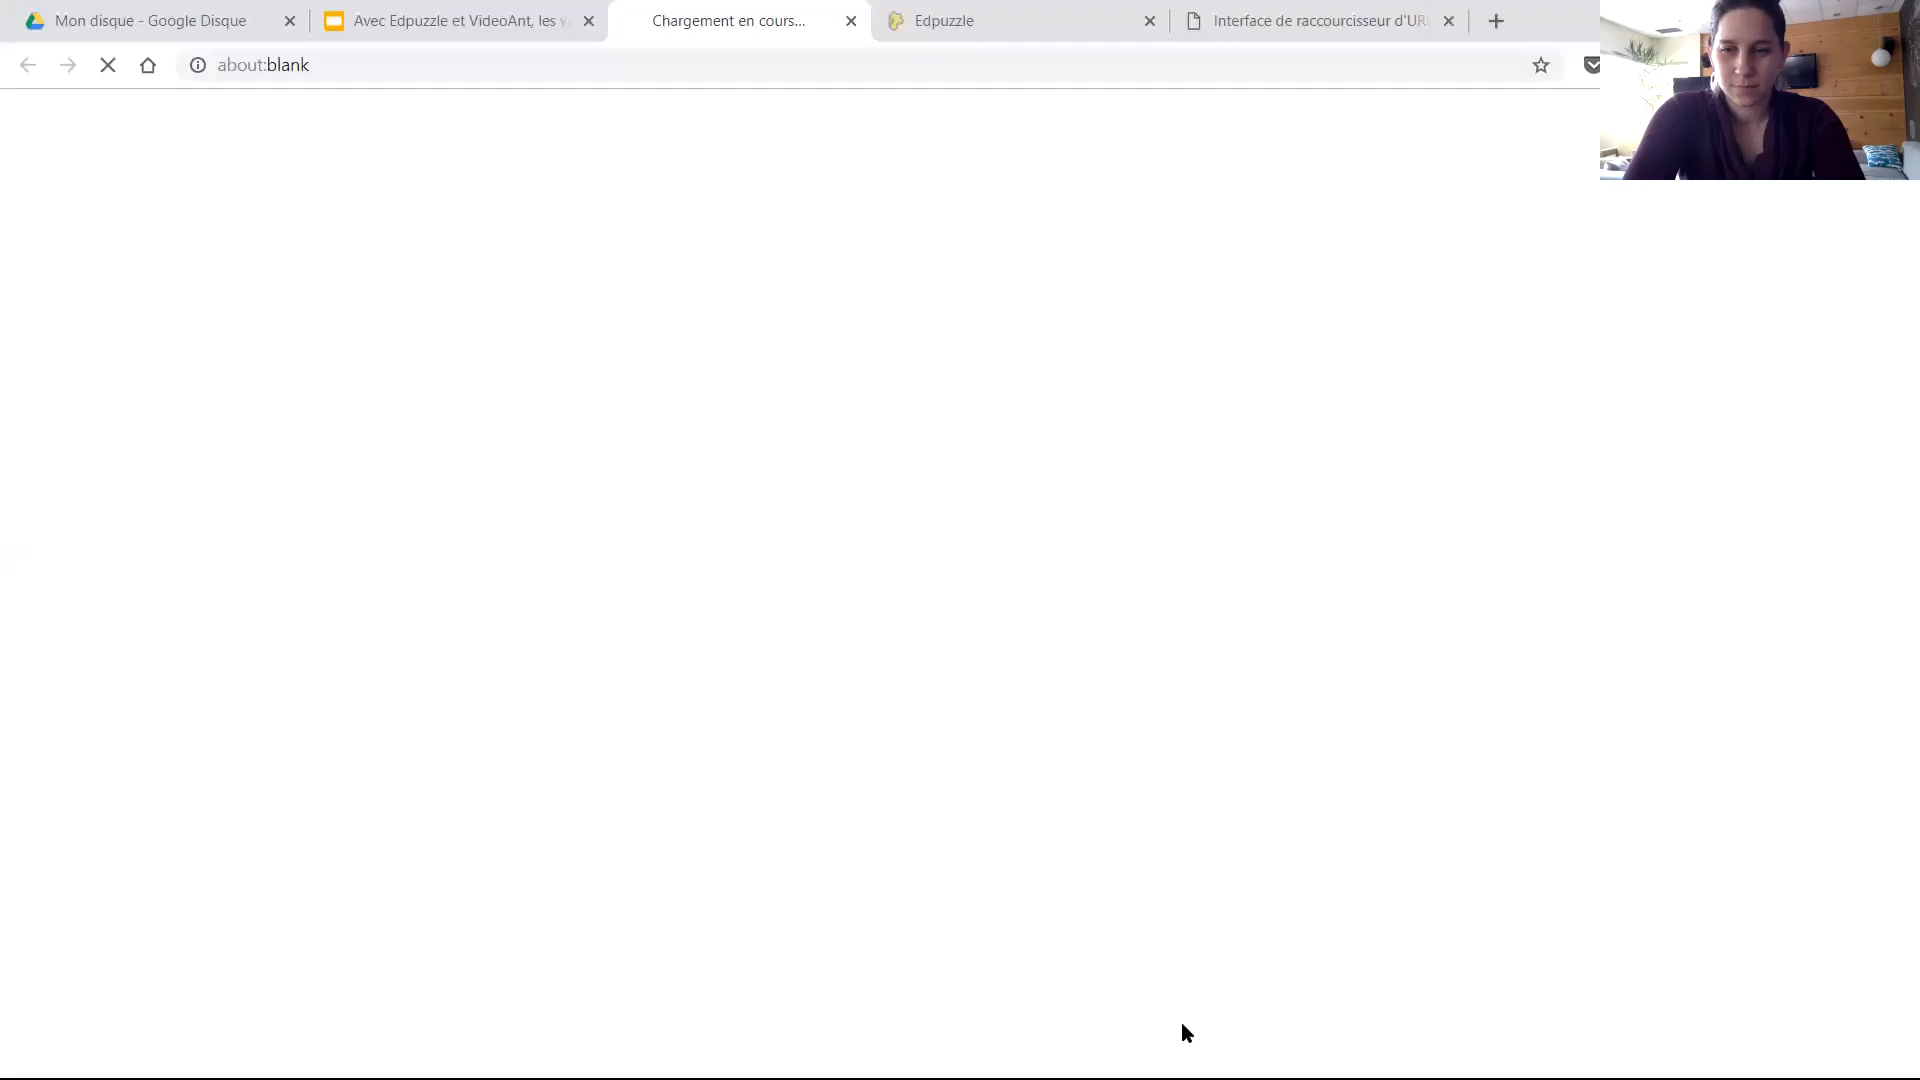 Mon disque - Google Disque
Avec Edpuzzle et VideoAnt, les
Chargement en cours...
Edpuzzle
Interface de raccourcisseur d'UR
about:blank